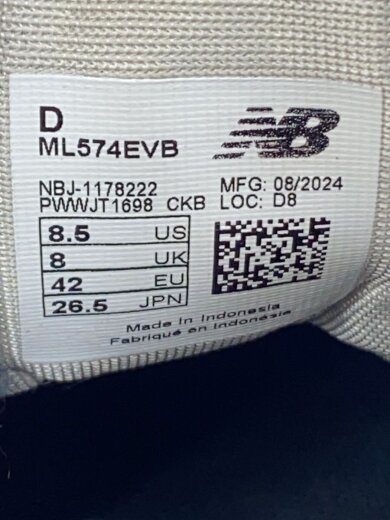 D
ML574EVB
NB
NBJ-1178222 MFG: 08/2024
PWWJT1698 CKB LOC: D8
8.5 US
8 UK
42 EU
26.5 JPN
Made in Indonesia
Fabriqué en Indonésie